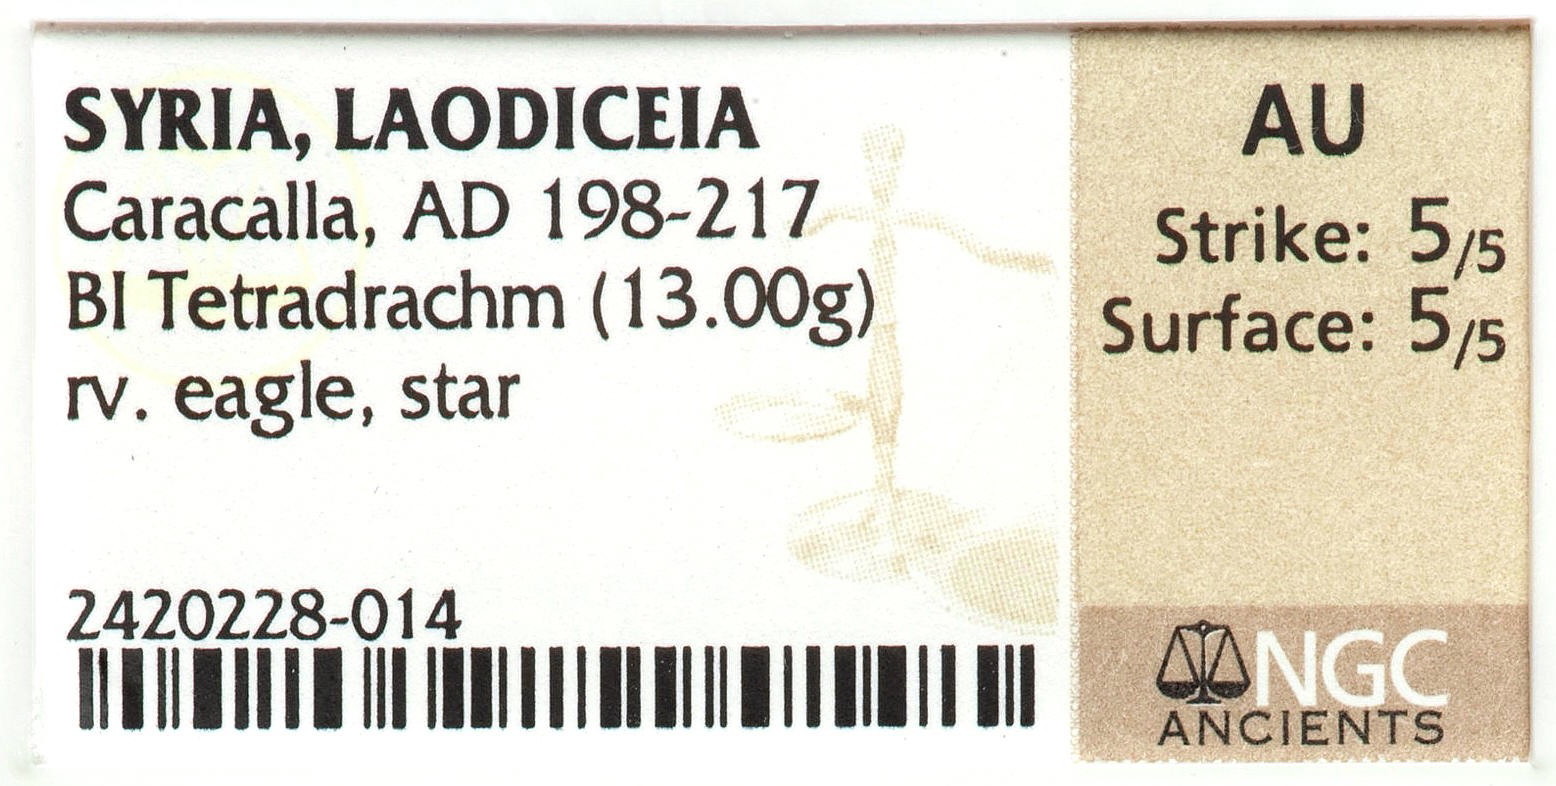 SYRIA, LAODICEIA
Caracalla, AD 198-217
BI Tetradrachm (13.00g)
rv. eagle, star
2420228-014
AU
Strike: 5/5
Surface: 5/5
NGC
ANCIENTS